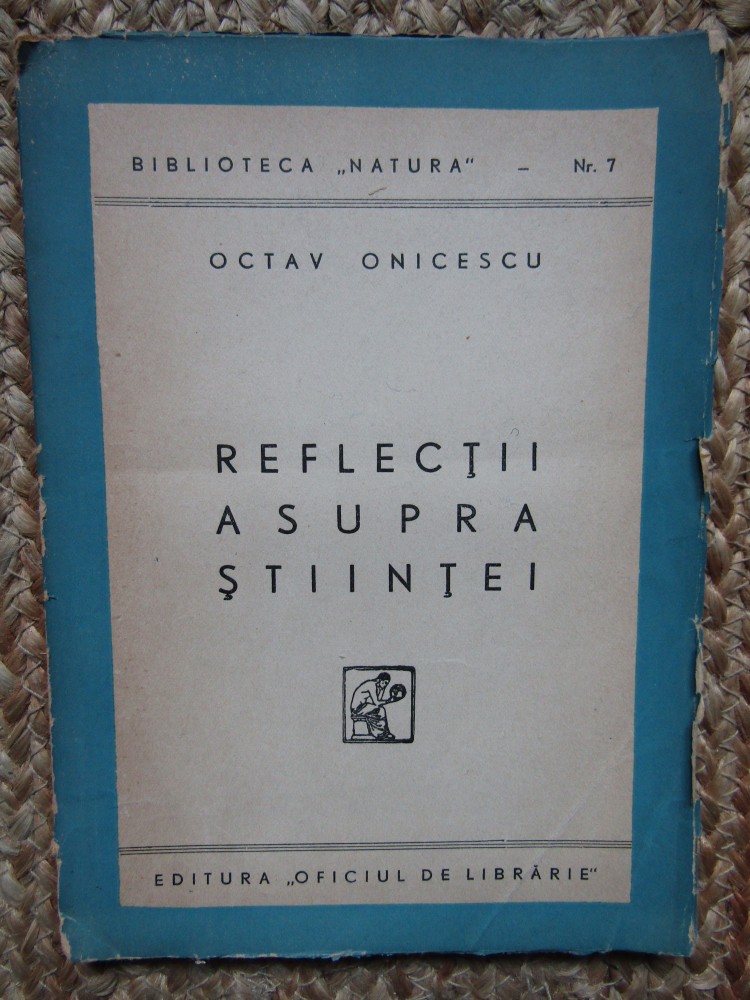 BIBLIOTECA „NATURA" – Nr. 7
OCTAV ONICESCU
REFLECŢII
ASUPRA
ŞTIINŢEI
EDITURA „OFICIUL DE LIBRĂRIE"